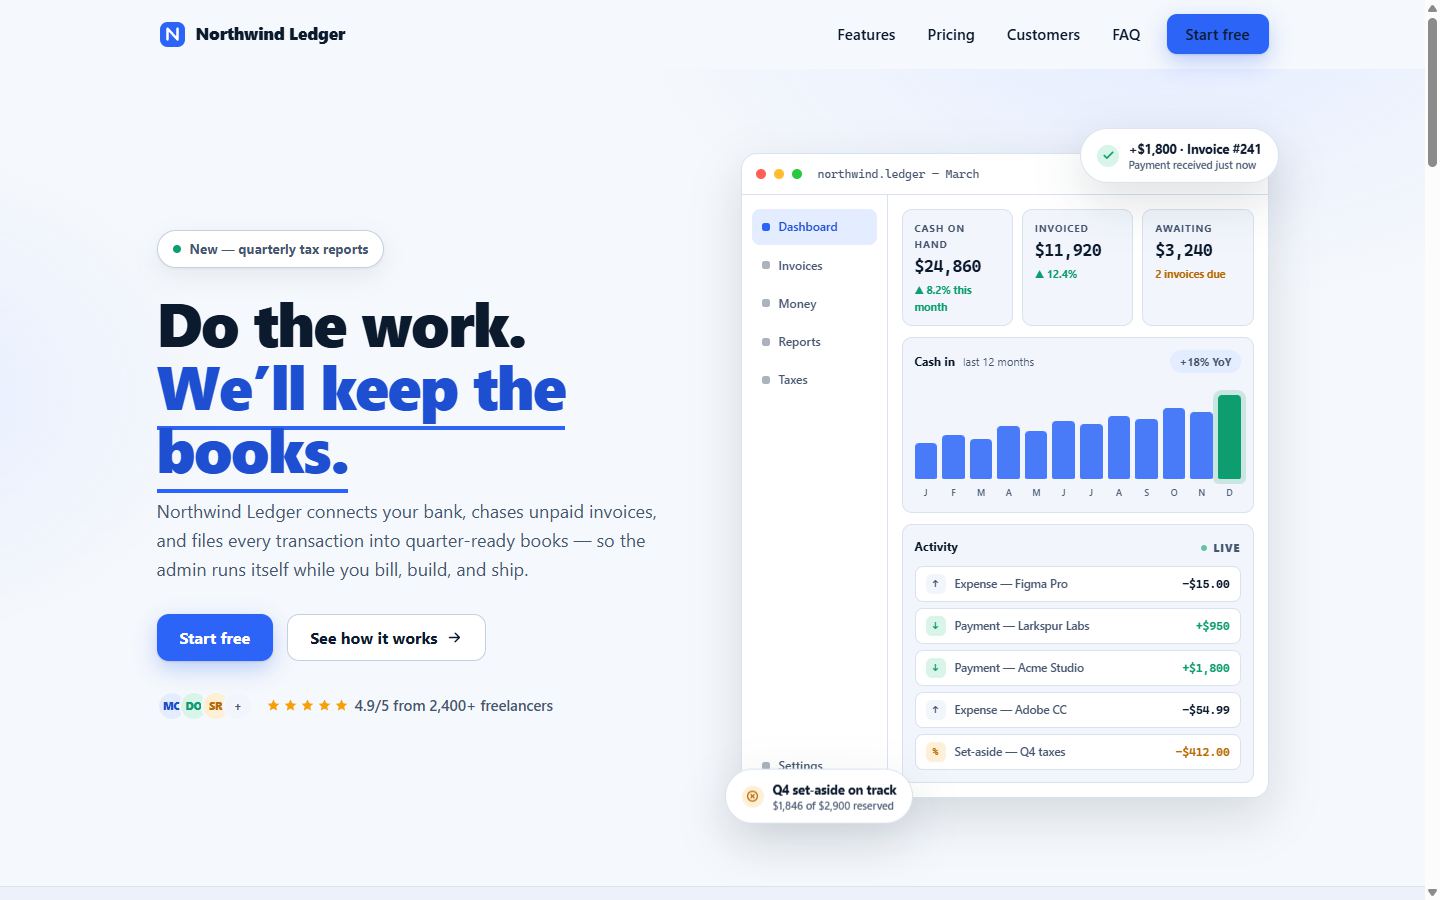 Northwind Ledger
Features
Pricing
Customers
FAQ
Start free
New — quarterly tax reports
Do the work.
We’ll keep the
books.
Northwind Ledger connects your bank, chases unpaid invoices,
and files every transaction into quarter-ready books — so the
admin runs itself while you bill, build, and ship.
Start free
See how it works →
MC DO SR +
★★★★★ 4.9/5 from 2,400+ freelancers
northwind.ledger — March
+$1,800 · Invoice #241
Payment received just now
Dashboard
Invoices
Money
Reports
Taxes
Settings
CASH ON
HAND
$24,860
▲ 8.2% this
month
INVOICED
$11,920
▲ 12.4%
AWAITING
$3,240
2 invoices due
Cash in last 12 months
+18% YoY
J F M A M J J A S O N D
Activity
LIVE
↑ Expense — Figma Pro −$15.00
↓ Payment — Larkspur Labs +$950
↓ Payment — Acme Studio +$1,800
↑ Expense — Adobe CC −$54.99
% Set-aside — Q4 taxes −$412.00
Q4 set-aside on track
$1,846 of $2,900 reserved